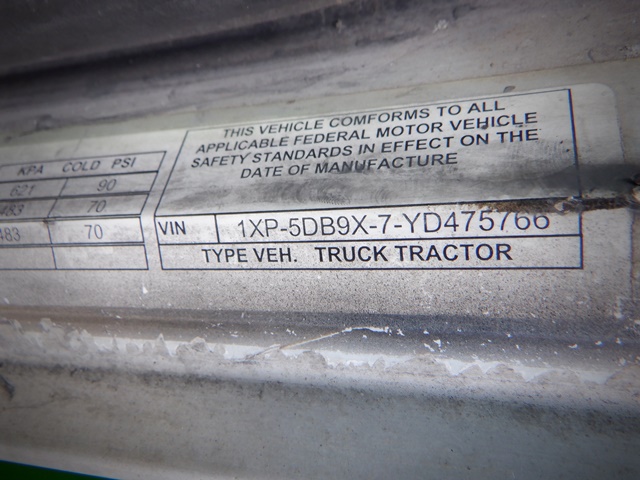 THIS VEHICLE COMFORMS TO ALL
APPLICABLE FEDERAL MOTOR VEHICLE
SAFETY STANDARDS IN EFFECT ON THE
DATE OF MANUFACTURE
KPA COLD PSI
621 90
483 70
483 70
VIN 1XP-5DB9X-7-YD475766
TYPE VEH. TRUCK TRACTOR